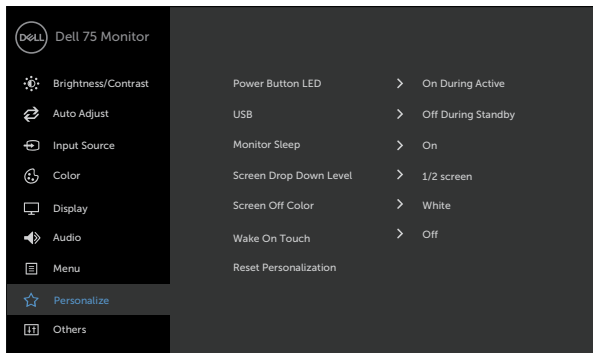 DELL Dell 75 Monitor
Brightness/Contrast
Auto Adjust
Input Source
Color
Display
Audio
Menu
Personalize
Others
Power Button LED > On During Active
USB > Off During Standby
Monitor Sleep > On
Screen Drop Down Level > 1/2 screen
Screen Off Color > White
Wake On Touch > Off
Reset Personalization